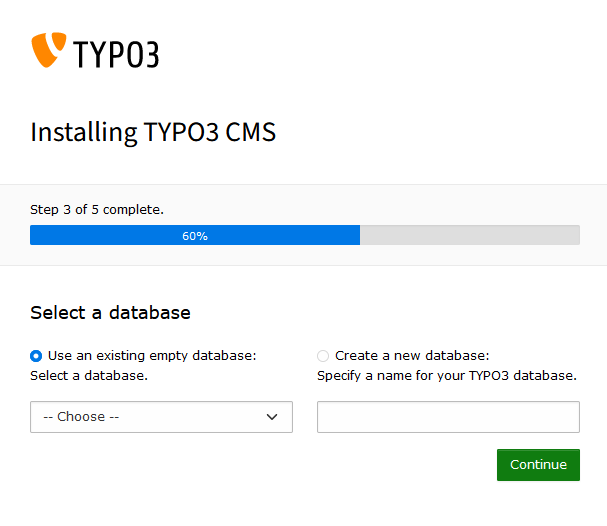 TYPO3
Installing TYPO3 CMS
Step 3 of 5 complete.
60%
Select a database
Use an existing empty database:
Select a database.
-- Choose --
Create a new database:
Specify a name for your TYPO3 database.
Continue